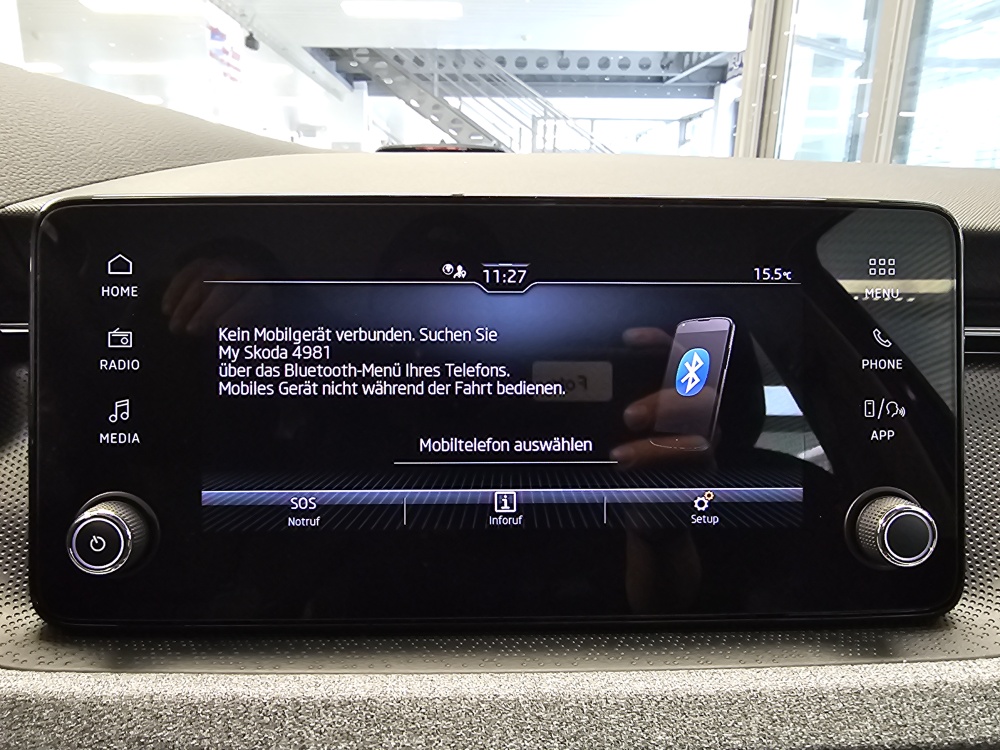 11:27
15.5°C
HOME
MENU
Kein Mobilgerät verbunden. Suchen Sie
My Skoda 4981
über das Bluetooth-Menü Ihres Telefons.
Mobiles Gerät nicht während der Fahrt bedienen.
RADIO
PHONE
MEDIA
APP
Mobiltelefon auswählen
SOS
Notruf
i
Inforuf
Setup